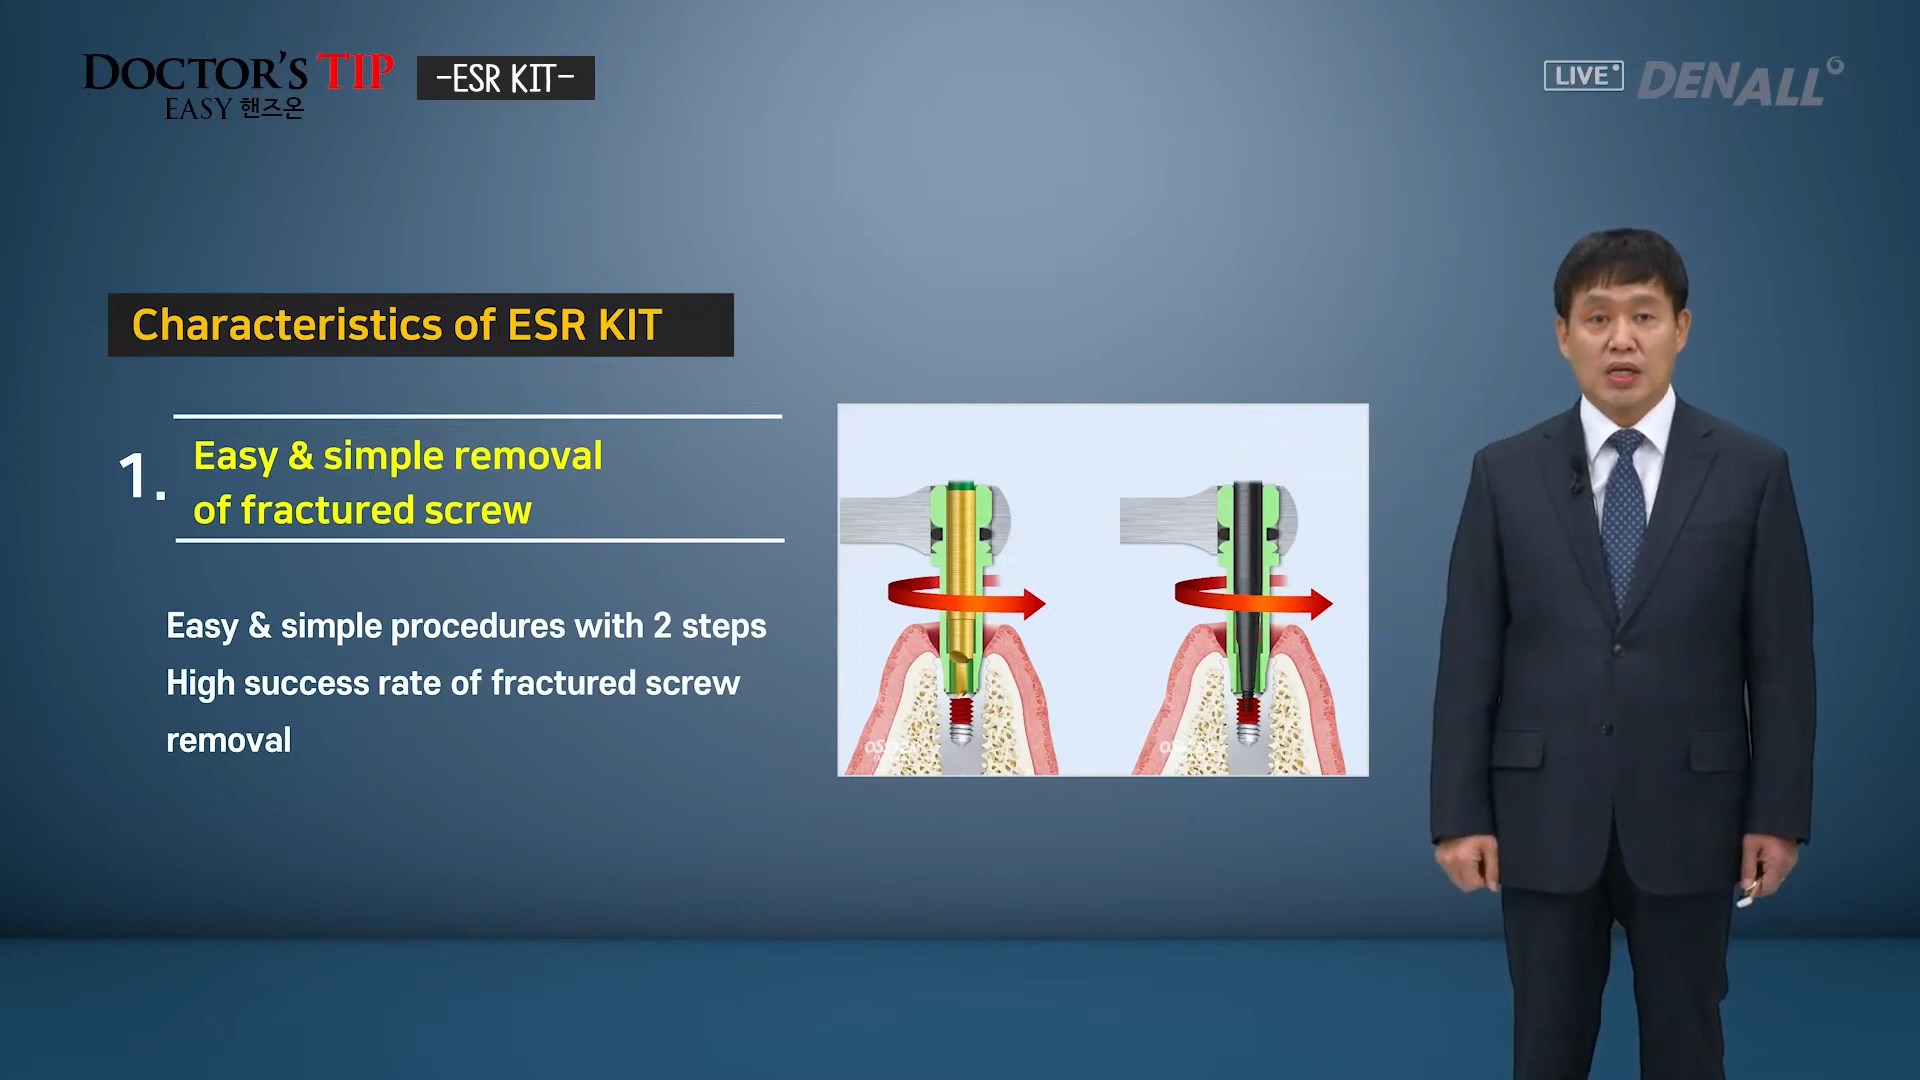 DOCTOR'S TIP
EASY 핸즈온
-ESR KIT-
LIVE
DENALL
Characteristics of ESR KIT
1.
Easy & simple removal
of fractured screw
Easy & simple procedures with 2 steps
High success rate of fractured screw
removal